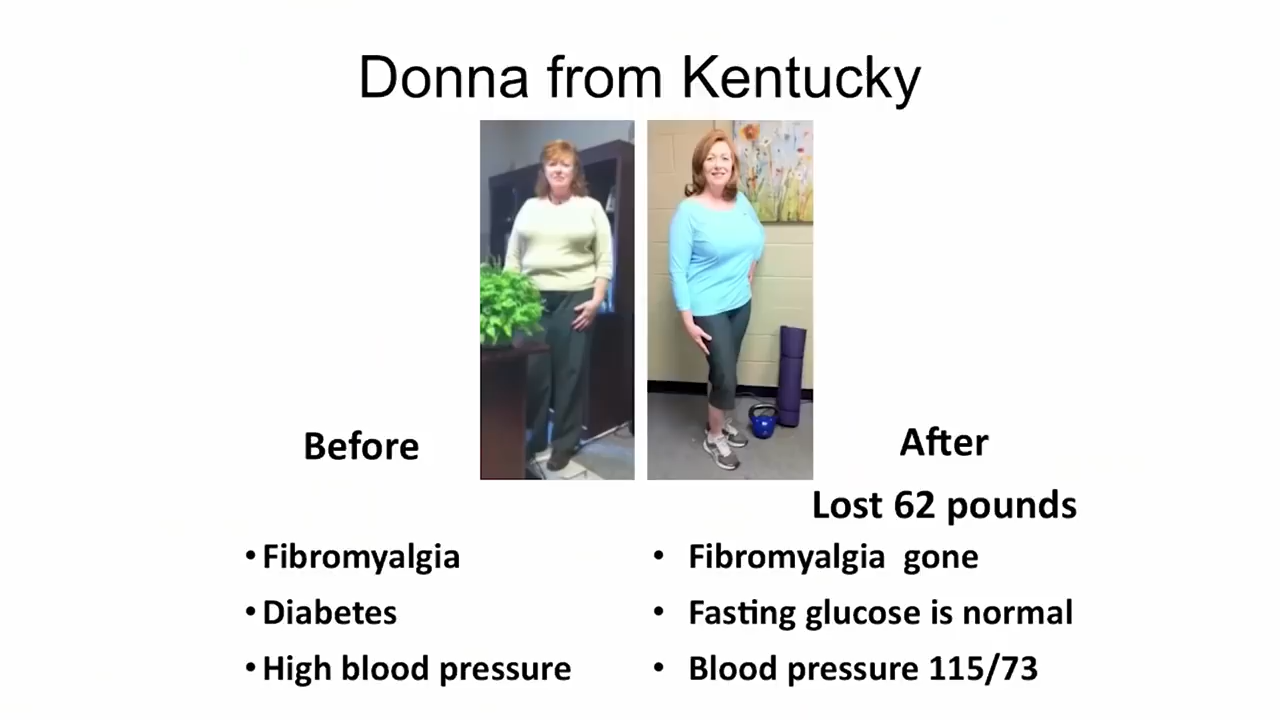 Donna from Kentucky
Before
After
Lost 62 pounds
• Fibromyalgia
• Diabetes
• High blood pressure
• Fibromyalgia  gone
• Fasting glucose is normal
• Blood pressure 115/73